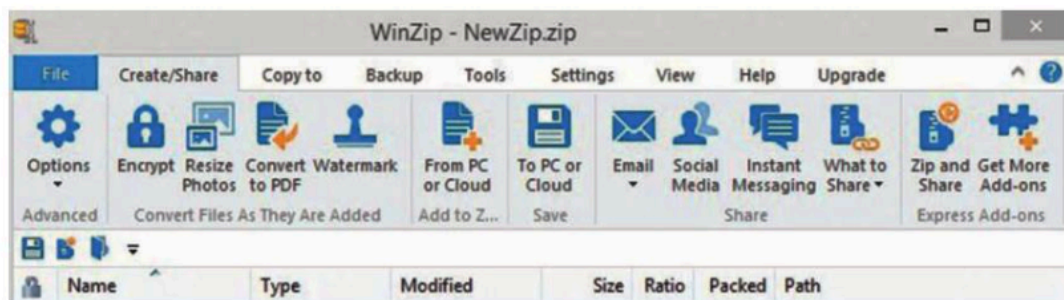 WinZip - NewZip.zip
File Create/Share Copy to Backup Tools Settings View Help Upgrade
Options Encrypt Resize Photos Convert to PDF Watermark From PC or Cloud To PC or Cloud Email Social Media Instant Messaging What to Share Zip and Share Get More Add-ons
Advanced Convert Files As They Are Added Add to Z... Save Share Express Add-ons
Name Type Modified Size Ratio Packed Path